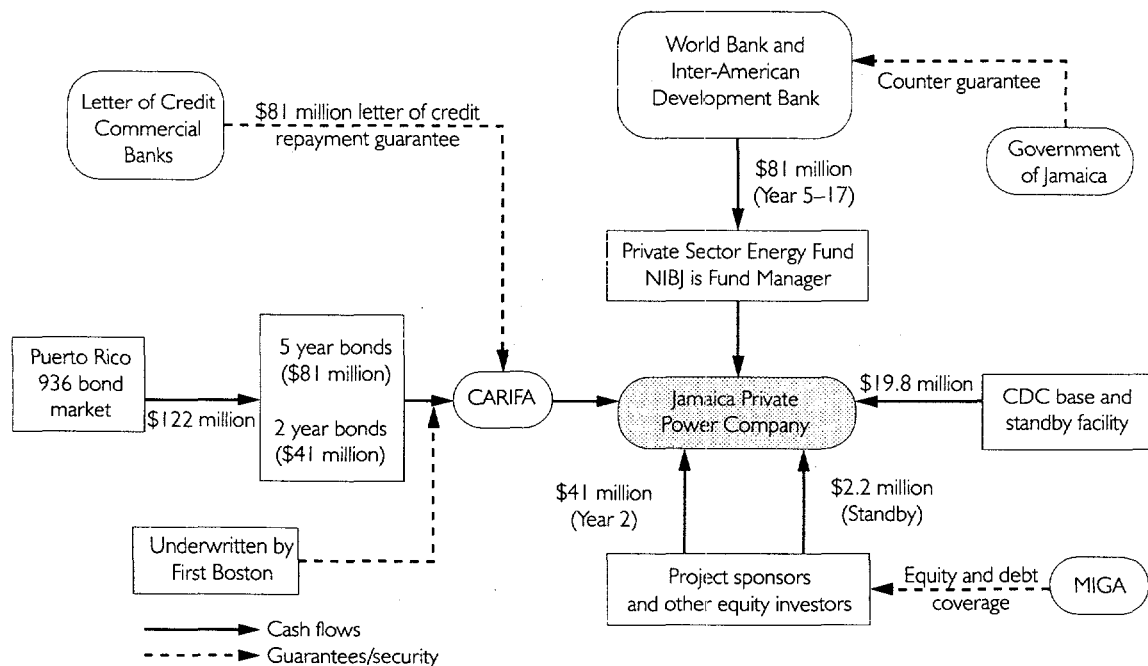 World Bank and
Inter-American
Development Bank
Counter guarantee
Government
of Jamaica
Letter of Credit
Commercial
Banks
$81 million letter of credit
repayment guarantee
$81 million
(Year 5–17)
Private Sector Energy Fund
NIBJ is Fund Manager
Puerto Rico
936 bond
market
$122 million
5 year bonds
($81 million)
2 year bonds
($41 million)
CARIFA
Jamaica Private
Power Company
$19.8 million
CDC base and
standby facility
$41 million
(Year 2)
$2.2 million
(Standby)
Underwritten by
First Boston
Project sponsors
and other equity investors
Equity and debt
coverage
MIGA
Cash flows
Guarantees/security